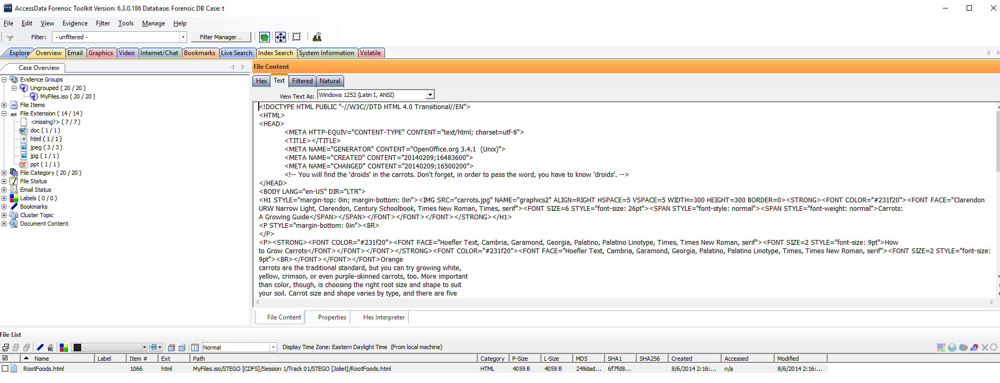 AccessData Forensic Toolkit Version: 6.3.0.186 Database: Forensic DB Case: t
File Edit View Evidence Filter Tools Manage Help
Filter: - unfiltered - Filter Manager...
Explore Overview Email Graphics Video Internet/Chat Bookmarks Live Search Index Search System Information Volatile
Case Overview
Evidence Groups
Ungrouped ( 20 / 20 )
MyFiles.iso ( 20 / 20 )
File Items
File Extension ( 14 / 14 )
<missing?> ( 7 / 7 )
doc ( 1 / 1 )
html ( 1 / 1 )
jpeg ( 3 / 3 )
jpg ( 1 / 1 )
ppt ( 1 / 1 )
File Category ( 20 / 20 )
File Status
Email Status
Labels ( 0 / 0 )
Bookmarks
Cluster Topic
Document Content
File Content
Hex Text Filtered Natural
View Text As: Windows 1252 (Latin I, ANSI)
<!DOCTYPE HTML PUBLIC "-//W3C//DTD HTML 4.0 Transitional//EN">
<HTML>
<HEAD>
<META HTTP-EQUIV="CONTENT-TYPE" CONTENT="text/html; charset=utf-8">
<TITLE></TITLE>
<META NAME="GENERATOR" CONTENT="OpenOffice.org 3.4.1  (Unix)">
<META NAME="CREATED" CONTENT="20140209;16483600">
<META NAME="CHANGED" CONTENT="20140209;16500200">
<!-- You will find the 'droids' in the carrots. Don't forget, in order to pass the word, you have to know 'droids'. -->
</HEAD>
<BODY LANG="en-US" DIR="LTR">
<H1 STYLE="margin-top: 0in; margin-bottom: 0in"><IMG SRC="carrots.jpg" NAME="graphics2" ALIGN=RIGHT HSPACE=5 VSPACE=5 WIDTH=300 HEIGHT=300 BORDER=0><STRONG><FONT COLOR="#231f20"><FONT FACE="Clarendon
URW Narrow Light, Clarendon, Century Schoolbook, Times New Roman, Times, serif"><FONT SIZE=6 STYLE="font-size: 26pt"><SPAN STYLE="font-style: normal"><SPAN STYLE="font-weight: normal">Carrots:
A Growing Guide</SPAN></SPAN></FONT></FONT></FONT></STRONG></H1>
<P STYLE="margin-bottom: 0in"><BR>
</P>
<P><STRONG><FONT COLOR="#231f20"><FONT FACE="Hoefler Text, Cambria, Garamond, Georgia, Palatino, Palatino Linotype, Times, Times New Roman, serif"><FONT SIZE=2 STYLE="font-size: 9pt">How
to Grow Carrots</FONT></FONT></FONT></STRONG><FONT COLOR="#231f20"><FONT FACE="Hoefler Text, Cambria, Garamond, Georgia, Palatino, Palatino Linotype, Times, Times New Roman, serif"><FONT SIZE=2 STYLE="font-size:
9pt"><BR></FONT></FONT></FONT>Orange
carrots are the traditional standard, but you can try growing white,
yellow, crimson, or even purple-skinned carrots, too. More important
than color, though, is choosing the right root size and shape to suit
your soil. Carrot size and shape varies by type, and there are five
File Content Properties Hex Interpreter
File List
Normal Display Time Zone: Eastern Daylight Time (From local machine)
Name Label Item # Ext Path Category P-Size L-Size MD5 SHA1 SHA256 Created Accessed Modified
RootFoods.html 1066 html MyFiles.iso/STEGO [CDFS]/Session 1/Track 01/STEGO [Joliet]/RootFoods.html HTML 4059 B 4059 B 249dad... 6f7fd8... 8/6/2014 2:16:... n/a 8/6/2014 2:16:...